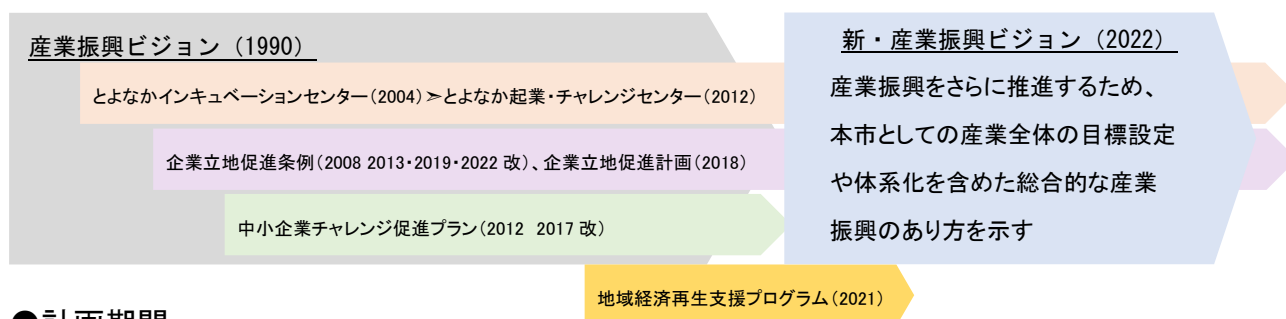 産業振興ビジョン（1990）
とよなかインキュベーションセンター（2004）＞とよなか起業・チャレンジセンター（2012）
企業立地促進条例（2008 2013・2019・2022 改）、企業立地促進計画（2018）
中小企業チャレンジ促進プラン（2012　2017 改）
新・産業振興ビジョン（2022）
産業振興をさらに推進するため、
本市としての産業全体の目標設定
や体系化を含めた総合的な産業
振興のあり方を示す
地域経済再生支援プログラム（2021）
●計画期間